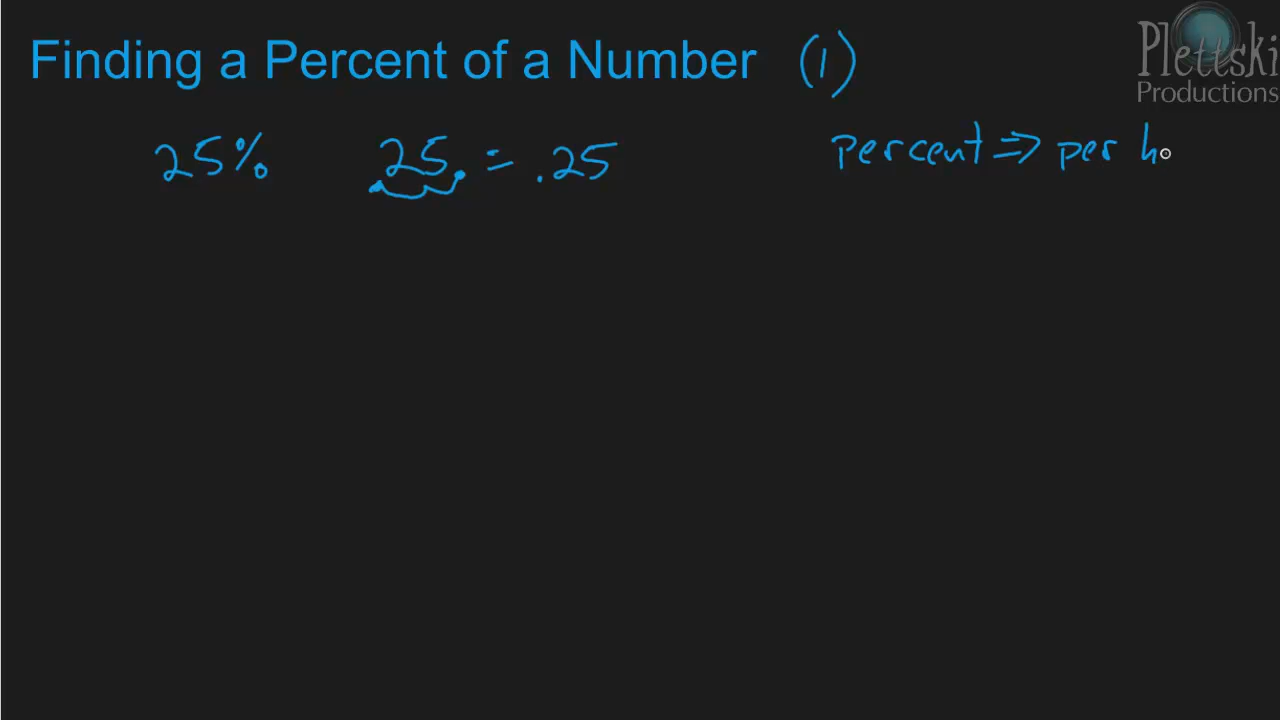 Finding a Percent of a Number (1)
Plettski
Productions
25% 25. = .25 percent ⇒ per h